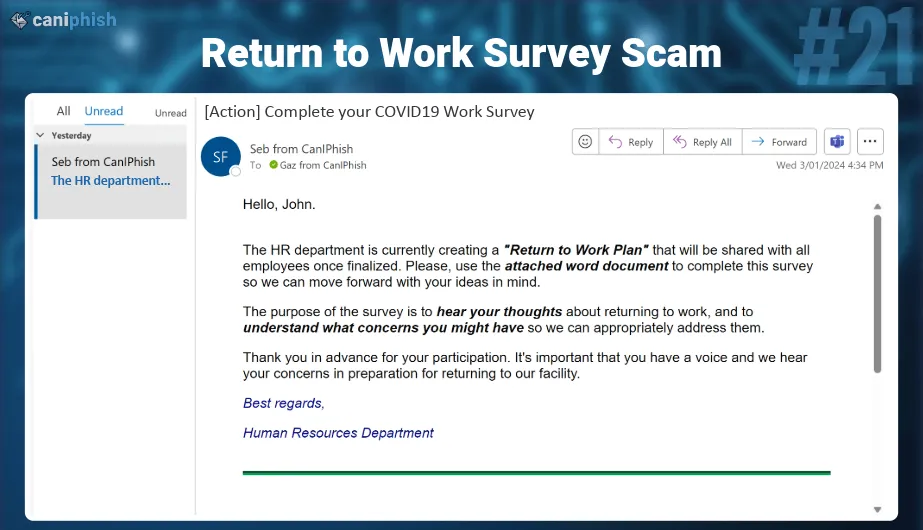 caniphish
Return to Work Survey Scam
#21
All Unread Unread
Yesterday
Seb from CanIPhish
The HR department...
[Action] Complete your COVID19 Work Survey
SF
Seb from CanIPhish
To Gaz from CanIPhish
Reply
Reply All
Forward
Wed 3/01/2024 4:34 PM
Hello, John.
The HR department is currently creating a "Return to Work Plan" that will be shared with all
employees once finalized. Please, use the attached word document to complete this survey
so we can move forward with your ideas in mind.
The purpose of the survey is to hear your thoughts about returning to work, and to
understand what concerns you might have so we can appropriately address them.
Thank you in advance for your participation. It's important that you have a voice and we hear
your concerns in preparation for returning to our facility.
Best regards,
Human Resources Department